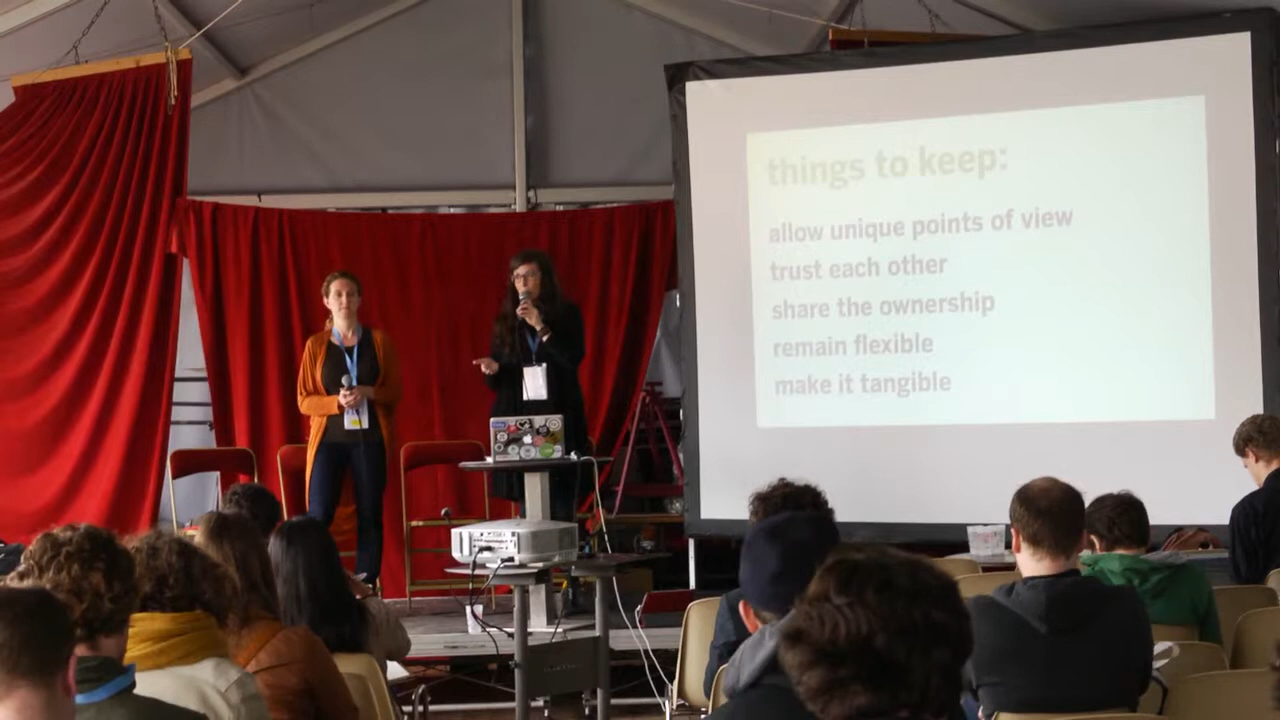 things to keep:
allow unique points of view
trust each other
share the ownership
remain flexible
make it tangible